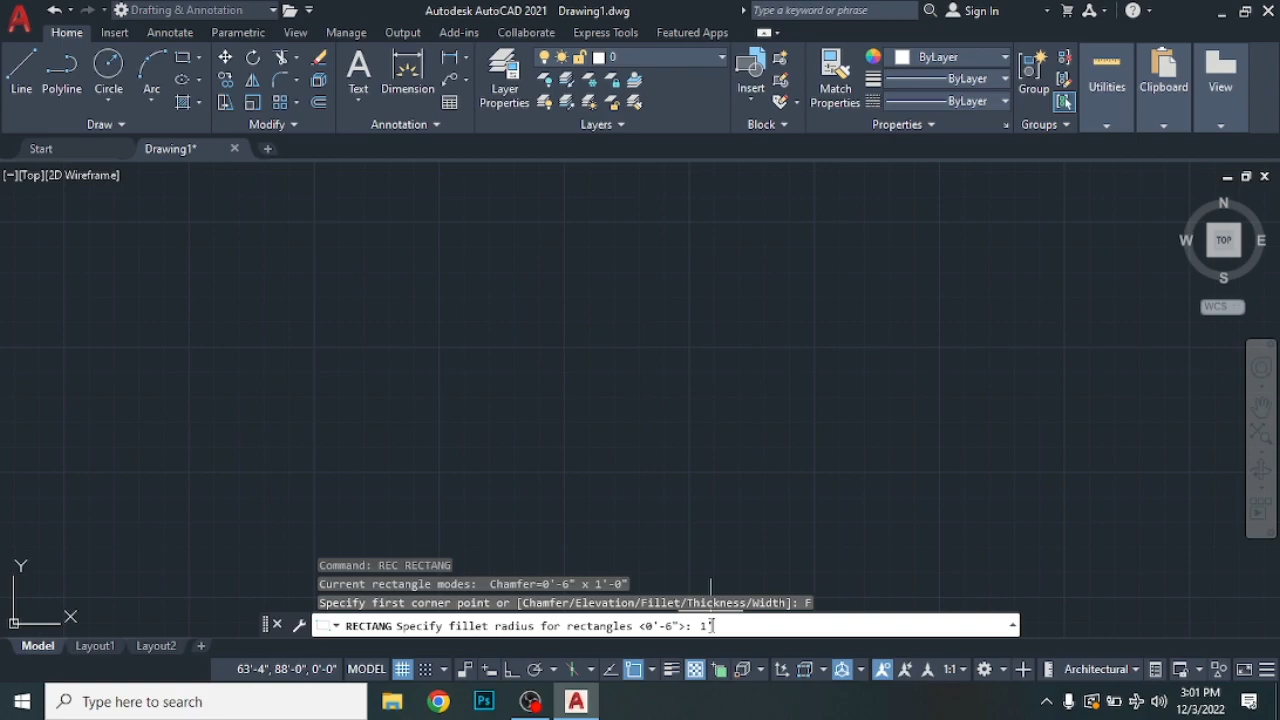 Drafting & Annotation
Autodesk AutoCAD 2021 Drawing1.dwg
Type a keyword or phrase
Sign In
Home Insert Annotate Parametric View Manage Output Add-ins Collaborate Express Tools Featured Apps
0
ByLayer
ByLayer
ByLayer
Line Polyline Circle Arc Text Dimension Layer Properties Insert Match Properties Group Utilities Clipboard View
Draw Modify Annotation Layers Block Properties Groups
Start Drawing1*
[−][Top][2D Wireframe]
N
W TOP E
S
WCS
Y
X
Command: REC RECTANG
Current rectangle modes: Chamfer=0'-6" x 1'-0"
Specify first corner point or [Chamfer/Elevation/Fillet/Thickness/Width]: F
RECTANG Specify fillet radius for rectangles <0'-6">: 1'
Model Layout1 Layout2
63'-4", 88'-0", 0'-0" MODEL 1:1 Architectural
Type here to search
Ps
3:01 PM
12/3/2022